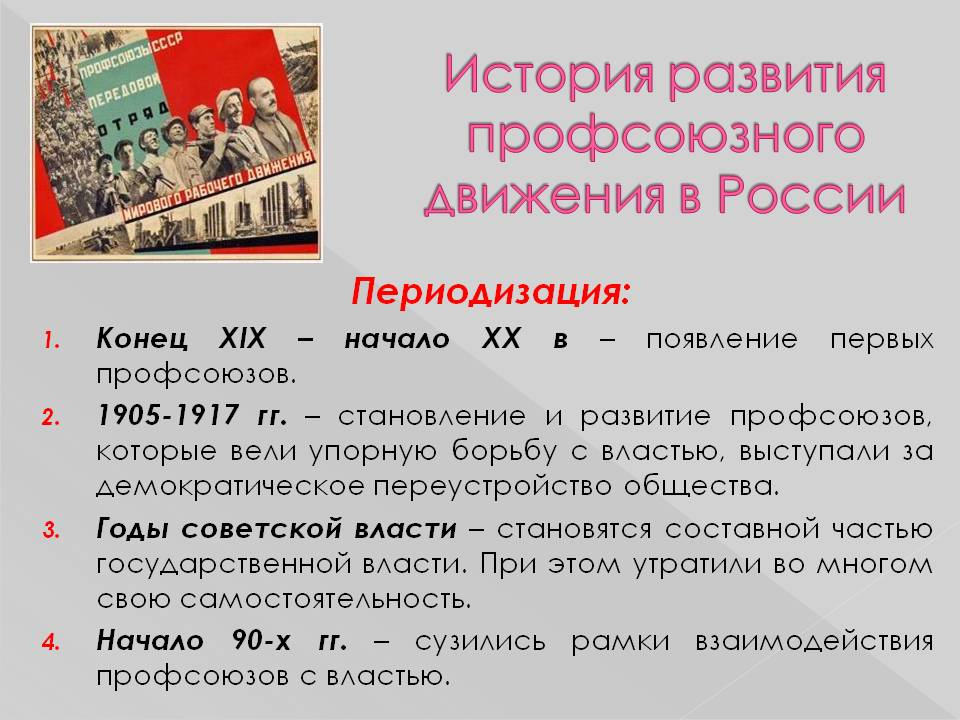 ПРОФСОЮЗЫ СССР
ПЕРЕДОВОЙ
ОТРЯД
МИРОВОГО РАБОЧЕГО ДВИЖЕНИЯ
История развития
профсоюзного
движения в России
Периодизация:
1. Конец XIX – начало XX в – появление первых
профсоюзов.
2. 1905-1917 гг. – становление и развитие профсоюзов,
которые вели упорную борьбу с властью, выступали за
демократическое переустройство общества.
3. Годы советской власти – становятся составной частью
государственной власти. При этом утратили во многом
свою самостоятельность.
4. Начало 90-х гг. – сузились рамки взаимодействия
профсоюзов с властью.